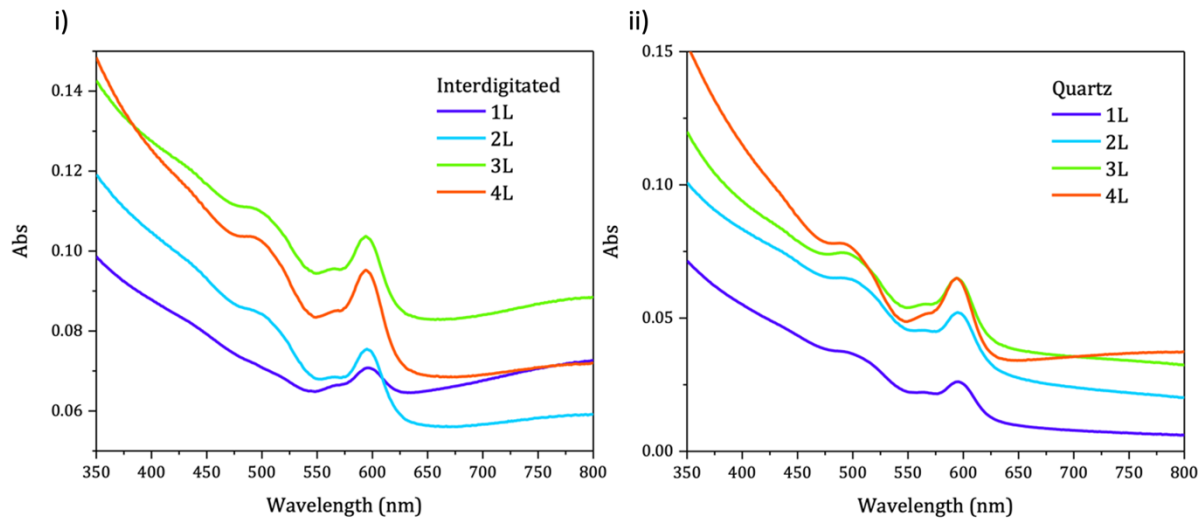 i)
Interdigitated
1L
2L
3L
4L
0.14
0.12
0.10
0.08
0.06
Abs
350 400 450 500 550 600 650 700 750 800
Wavelength (nm)
ii)
Quartz
1L
2L
3L
4L
0.15
0.10
0.05
0.00
Abs
350 400 450 500 550 600 650 700 750 800
Wavelength (nm)